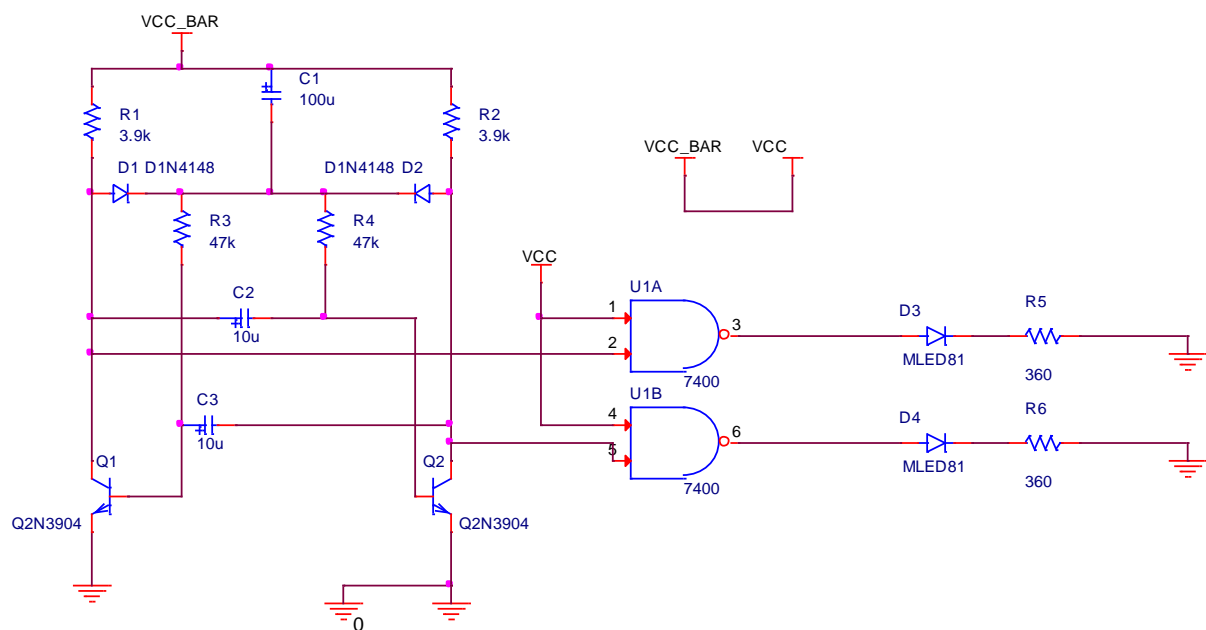 VCC_BAR
C1
100u
R1
3.9k
R2
3.9k
D1 D1N4148
D1N4148 D2
R3
47k
R4
47k
VCC_BAR
VCC
VCC
C2
10u
U1A
1
2
3
7400
D3
MLED81
R5
360
C3
10u
U1B
4
5
6
7400
D4
MLED81
R6
360
Q1
Q2N3904
Q2
Q2N3904
0